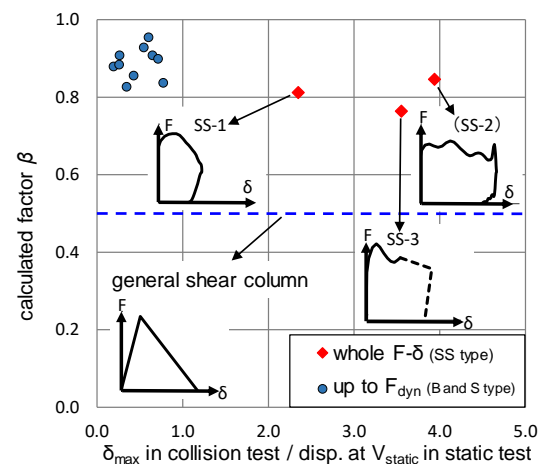 1.0
0.8
0.6
0.4
0.2
0.0
calculated factor β
F
SS-1
δ
(SS-2)
F
δ
F
SS-3
δ
general shear column
F
δ
whole F-δ (SS type)
up to Fdyn (B and S type)
0.0 1.0 2.0 3.0 4.0 5.0
δmax in collision test / disp. at Vstatic in static test